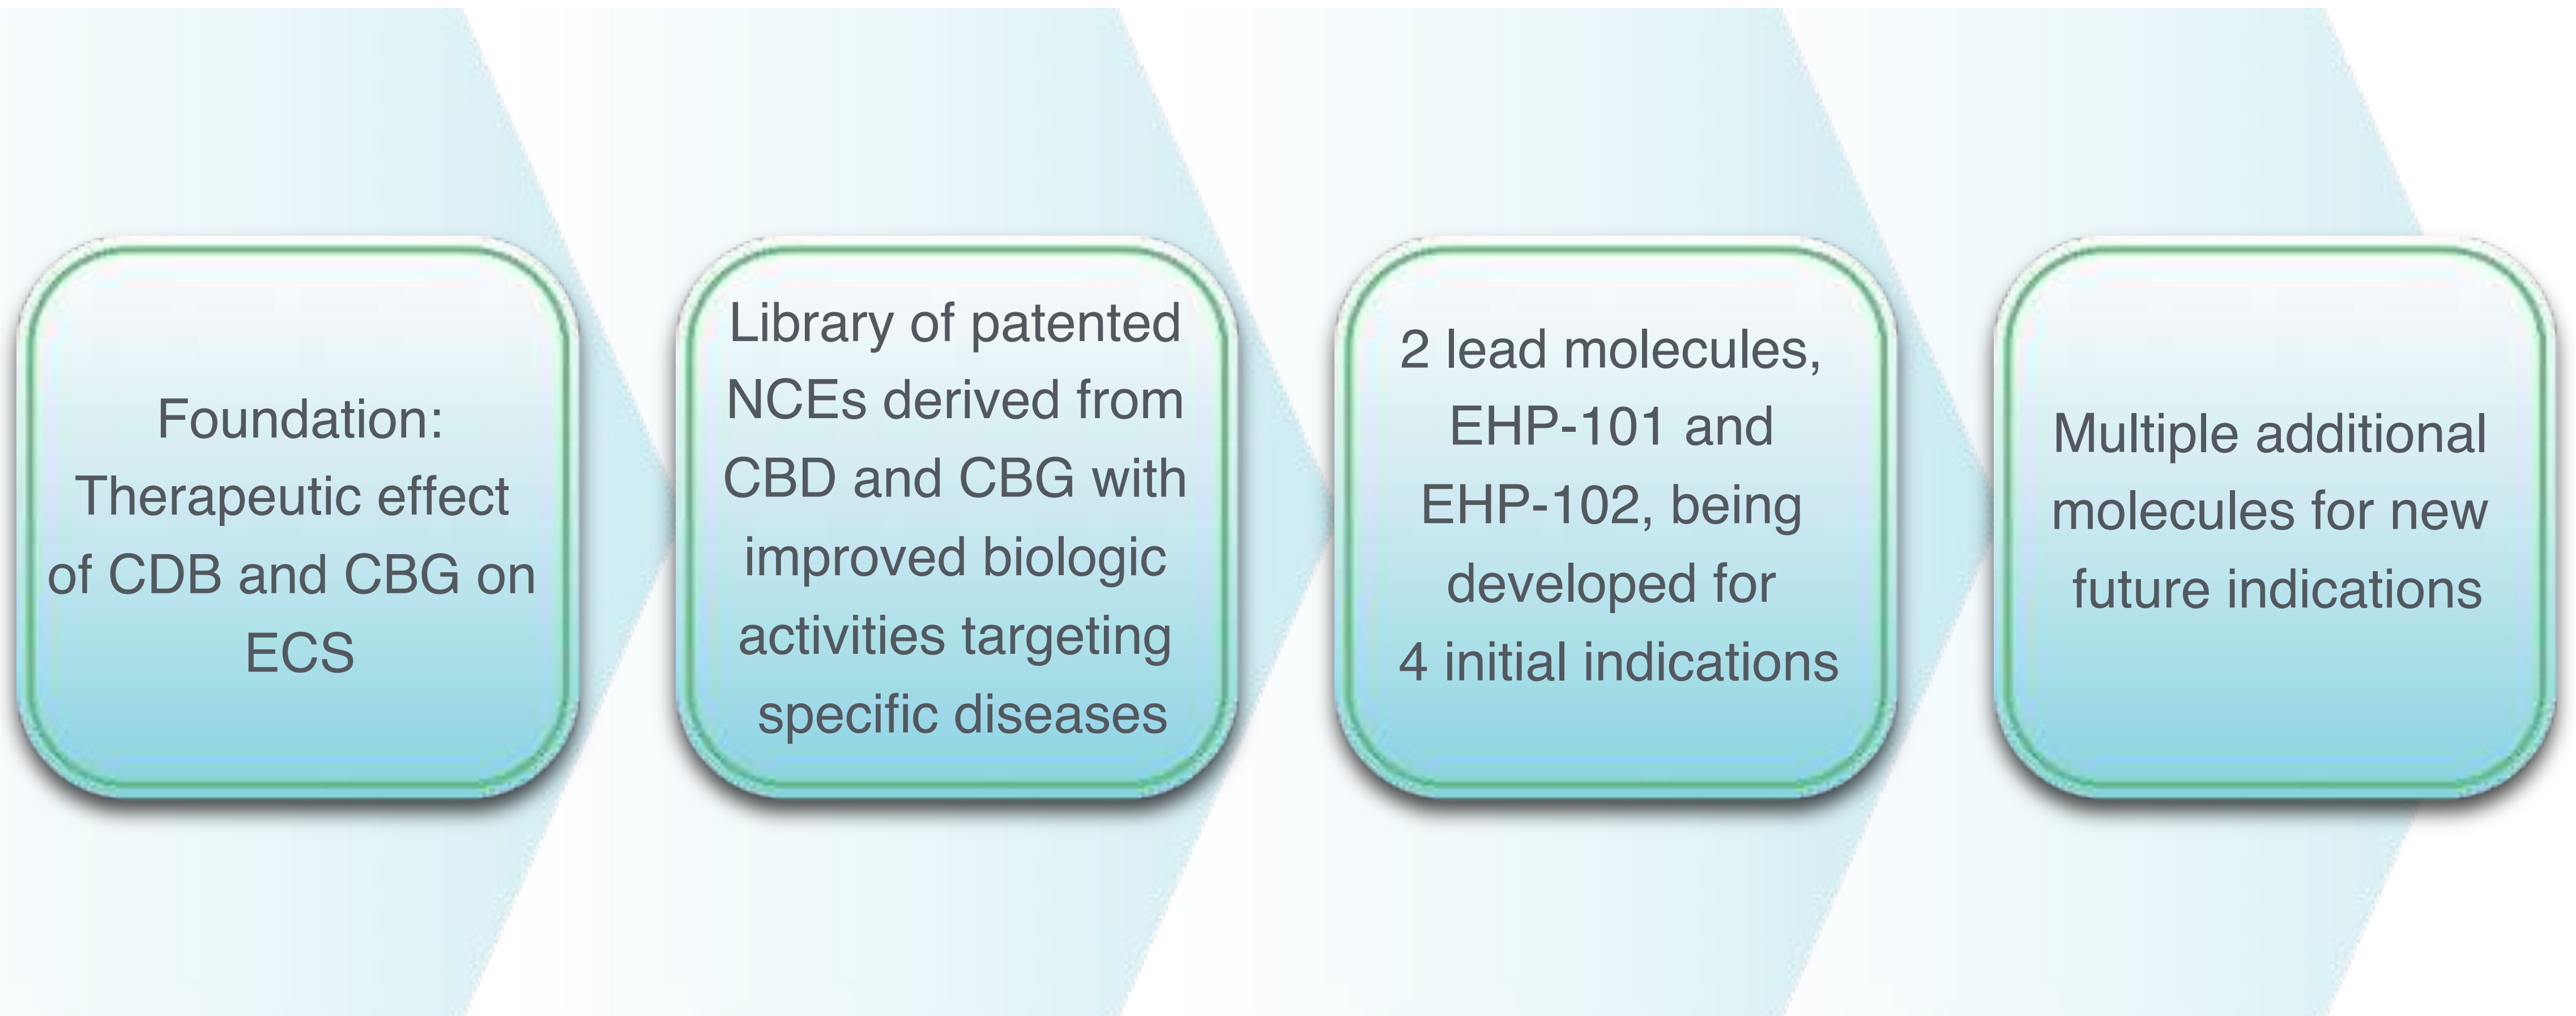 Foundation:
Therapeutic effect
of CDB and CBG on
ECS
Library of patented
NCEs derived from
CBD and CBG with
improved biologic
activities targeting
specific diseases
2 lead molecules,
EHP-101 and
EHP-102, being
developed for
4 initial indications
Multiple additional
molecules for new
future indications